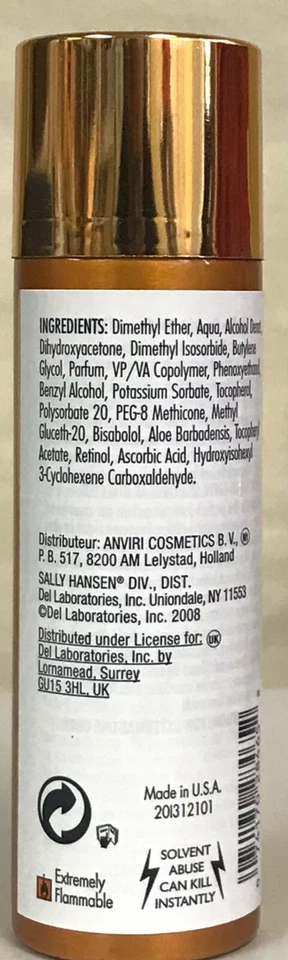 INGREDIENTS: Dimethyl Ether, Aqua, Alcohol Denat,
Dihydroxyacetone, Dimethyl Isosorbide, Butylene
Glycol, Parfum, VP/VA Copolymer, Phenoxyethanol,
Benzyl Alcohol, Potassium Sorbate, Tocopherol,
Polysorbate 20, PEG-8 Methicone, Methyl
Gluceth-20, Bisabolol, Aloe Barbadensis, Tocopheryl
Acetate, Retinol, Ascorbic Acid, Hydroxyisohexyl
3-Cyclohexene Carboxaldehyde.
Distributeur: ANVIRI COSMETICS B.V., NL
P.B. 517, 8200 AM Lelystad, Holland
SALLY HANSEN® DIV., DIST.
Del Laboratories, Inc. Uniondale, NY 11553
©Del Laboratories, Inc. 2008
Distributed under License for: UK
Del Laboratories, Inc. by
Lornamead, Surrey
GU15 3HL, UK
Made in U.S.A.
20I312101
Extremely
Flammable
SOLVENT
ABUSE
CAN KILL
INSTANTLY